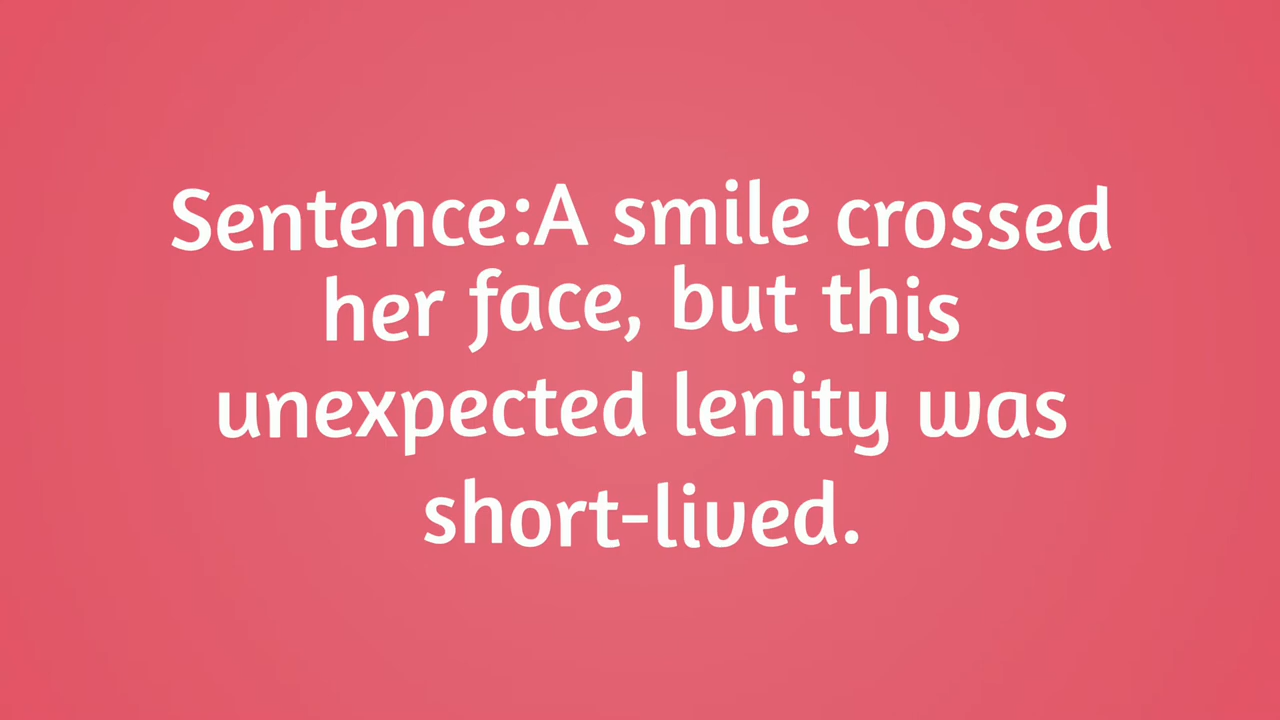 Sentence:A smile crossed
her face, but this
unexpected lenity was
short-lived.